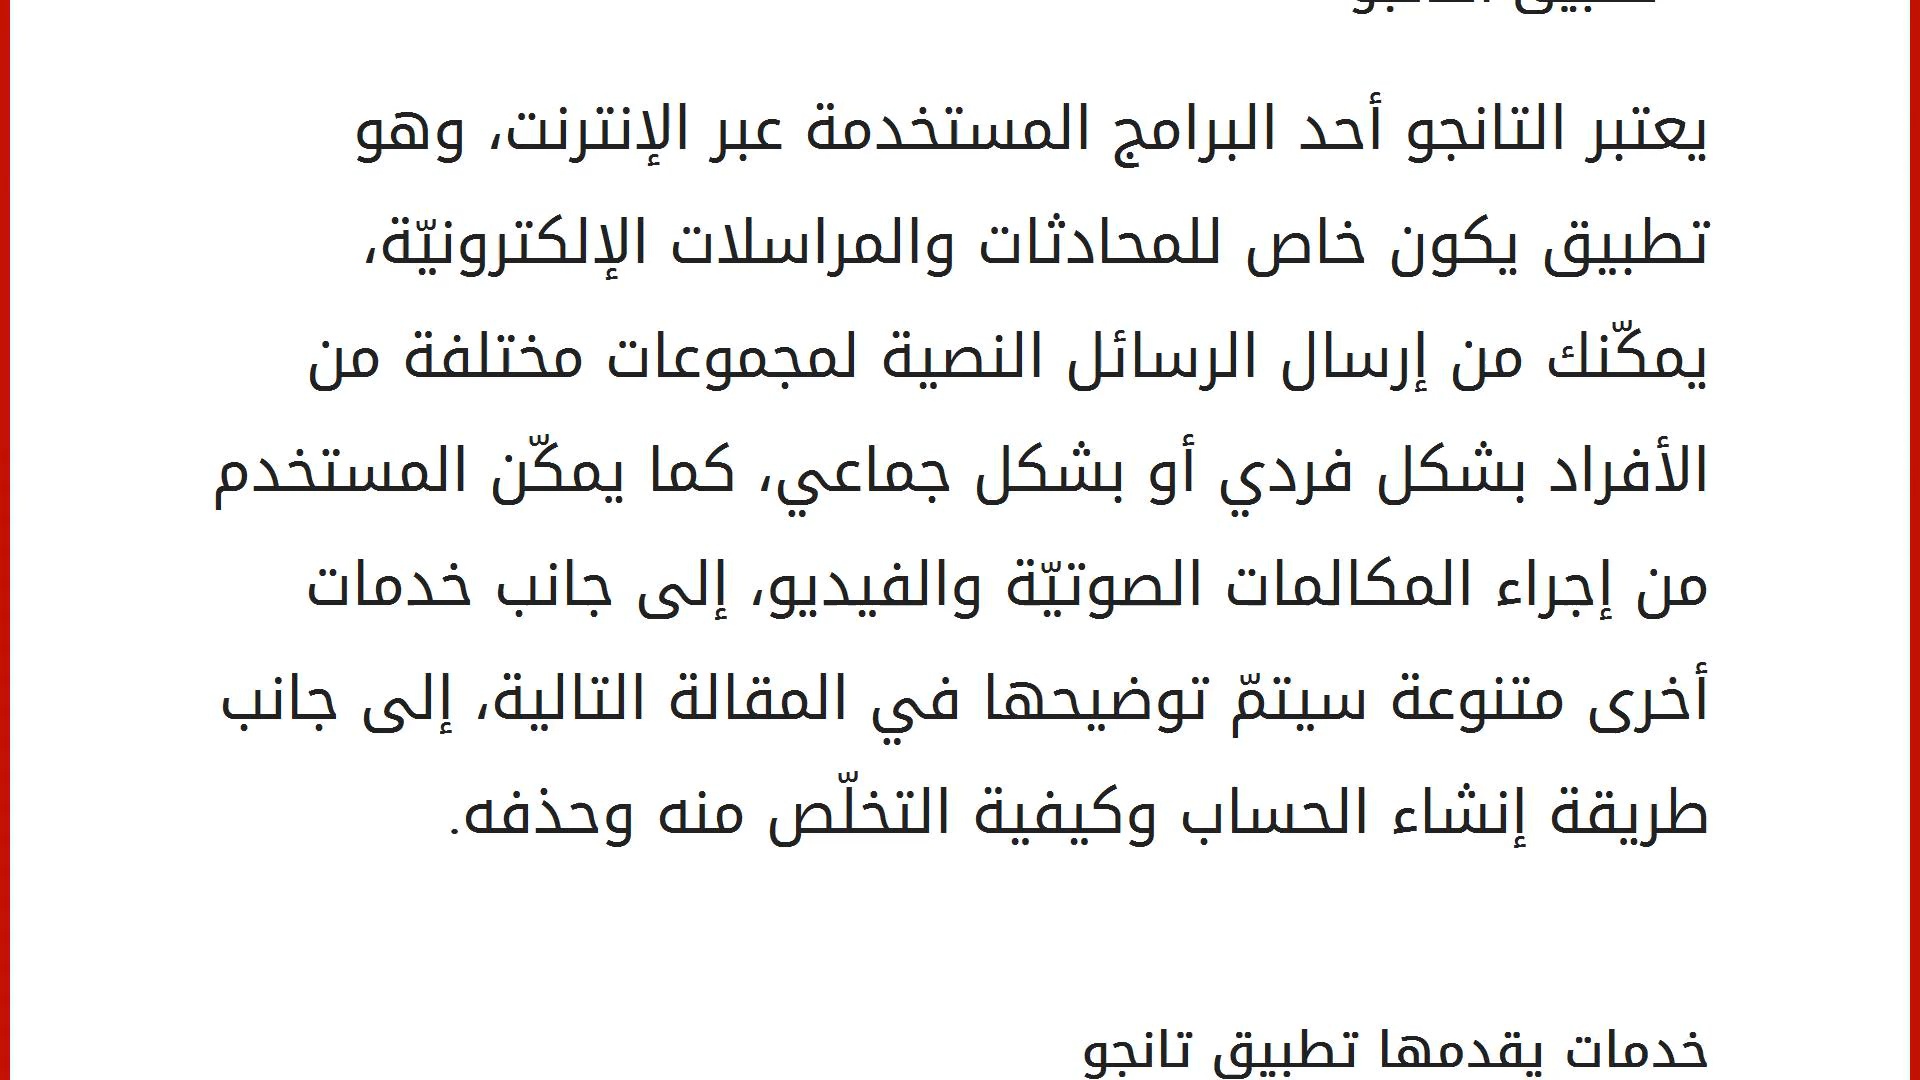 يعتبر التانجو أحد البرامج المستخدمة عبر الإنترنت، وهو
تطبيق يكون خاص للمحادثات والمراسلات الإلكترونيّة،
يمكّنك من إرسال الرسائل النصية لمجموعات مختلفة من
الأفراد بشكل فردي أو بشكل جماعي، كما يمكّن المستخدم
من إجراء المكالمات الصوتيّة والفيديو، إلى جانب خدمات
أخرى متنوعة سيتمّ توضيحها في المقالة التالية، إلى جانب
طريقة إنشاء الحساب وكيفية التخلّص منه وحذفه.
خدمات يقدمها تطبيق تانجو